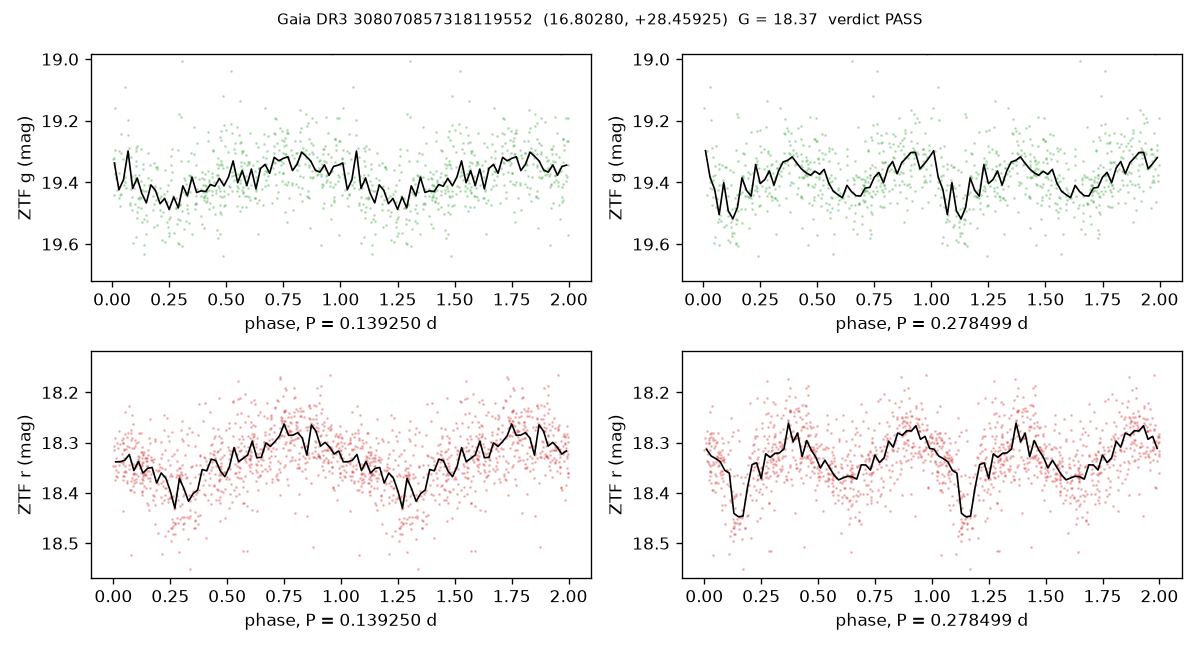 Gaia DR3 308070857318119552  (16.80280, +28.45925)  G = 18.37  verdict PASS
ZTF g (mag)
19.0
19.2
19.4
19.6
0.00 0.25 0.50 0.75 1.00 1.25 1.50 1.75 2.00
phase, P = 0.139250 d
ZTF g (mag)
19.0
19.2
19.4
19.6
0.00 0.25 0.50 0.75 1.00 1.25 1.50 1.75 2.00
phase, P = 0.278499 d
ZTF r (mag)
18.2
18.3
18.4
18.5
0.00 0.25 0.50 0.75 1.00 1.25 1.50 1.75 2.00
phase, P = 0.139250 d
ZTF r (mag)
18.2
18.3
18.4
18.5
0.00 0.25 0.50 0.75 1.00 1.25 1.50 1.75 2.00
phase, P = 0.278499 d